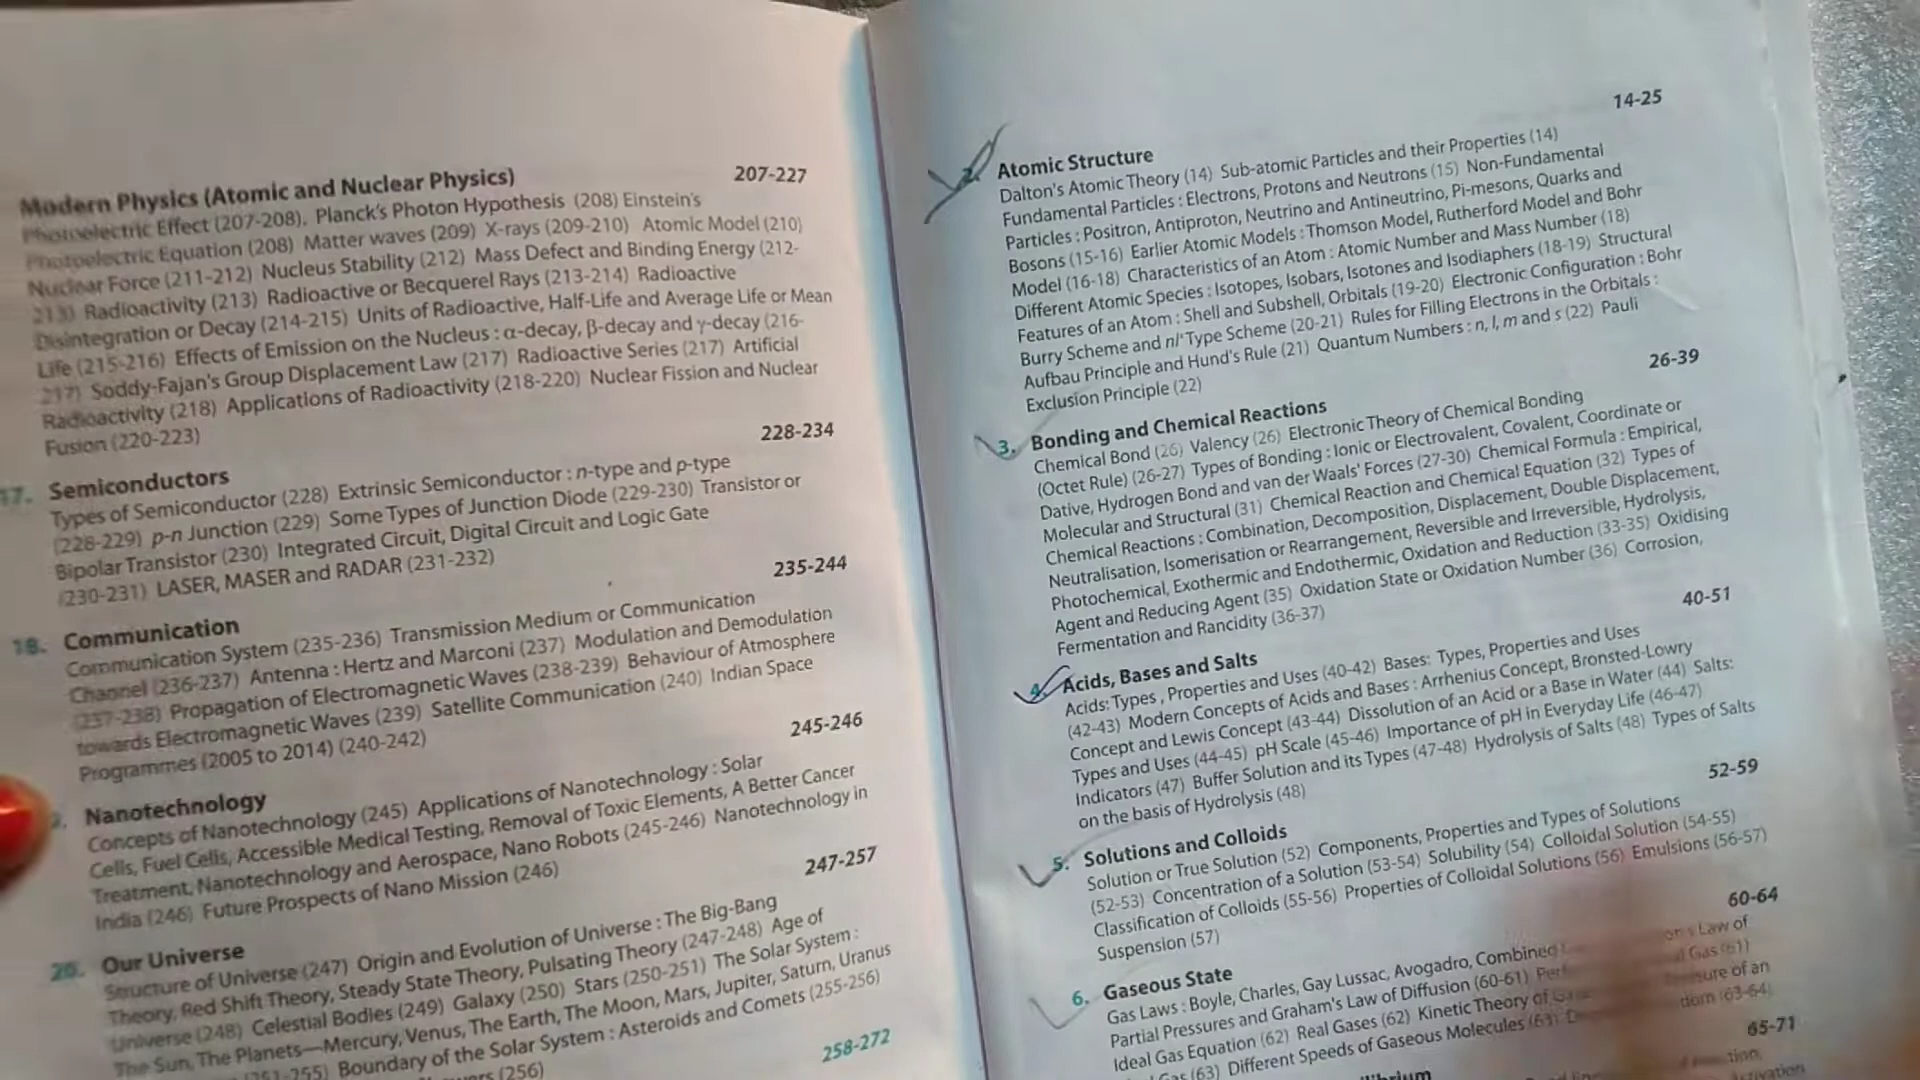 Modern Physics (Atomic and Nuclear Physics) 207-227
Photoelectric Effect (207-208), Planck's Photon Hypothesis (208) Einstein's
Photoelectric Equation (208) Matter waves (209) X-rays (209-210) Atomic Model (210)
Nuclear Force (211-212) Nucleus Stability (212) Mass Defect and Binding Energy (212-
213) Radioactivity (213) Radioactive or Becquerel Rays (213-214) Radioactive
Disintegration or Decay (214-215) Units of Radioactive, Half-Life and Average Life or Mean
Life (215-216) Effects of Emission on the Nucleus : α-decay, β-decay and γ-decay (216-
217) Soddy-Fajan's Group Displacement Law (217) Radioactive Series (217) Artificial
Radioactivity (218) Applications of Radioactivity (218-220) Nuclear Fission and Nuclear
Fusion (220-223)
17. Semiconductors 228-234
Types of Semiconductor (228) Extrinsic Semiconductor : n-type and p-type
(228-229) p-n Junction (229) Some Types of Junction Diode (229-230) Transistor or
Bipolar Transistor (230) Integrated Circuit, Digital Circuit and Logic Gate
(230-231) LASER, MASER and RADAR (231-232)
18. Communication 235-244
Communication System (235-236) Transmission Medium or Communication
Channel (236-237) Antenna : Hertz and Marconi (237) Modulation and Demodulation
(237-238) Propagation of Electromagnetic Waves (238-239) Behaviour of Atmosphere
towards Electromagnetic Waves (239) Satellite Communication (240) Indian Space
Programmes (2005 to 2014) (240-242)
Nanotechnology 245-246
Concepts of Nanotechnology (245) Applications of Nanotechnology : Solar
Cells, Fuel Cells, Accessible Medical Testing, Removal of Toxic Elements, A Better Cancer
Treatment, Nanotechnology and Aerospace, Nano Robots (245-246) Nanotechnology in
India (246) Future Prospects of Nano Mission (246)
20. Our Universe 247-257
Structure of Universe (247) Origin and Evolution of Universe : The Big-Bang
Theory, Red Shift Theory, Steady State Theory, Pulsating Theory (247-248) Age of
Universe (248) Celestial Bodies (249) Galaxy (250) Stars (250-251) The Solar System :
The Sun, The Planets—Mercury, Venus, The Earth, The Moon, Mars, Jupiter, Saturn, Uranus
(251-255) Boundary of the Solar System : Asteroids and Comets (255-256)
(256)
258-272
2. Atomic Structure 14-25
Dalton's Atomic Theory (14) Sub-atomic Particles and their Properties (14)
Fundamental Particles : Electrons, Protons and Neutrons (15) Non-Fundamental
Particles : Positron, Antiproton, Neutrino and Antineutrino, Pi-mesons, Quarks and
Bosons (15-16) Earlier Atomic Models : Thomson Model, Rutherford Model and Bohr
Model (16-18) Characteristics of an Atom : Atomic Number and Mass Number (18)
Different Atomic Species : Isotopes, Isobars, Isotones and Isodiaphers (18-19) Structural
Features of an Atom : Shell and Subshell, Orbitals (19-20) Electronic Configuration : Bohr
Burry Scheme and nl Type Scheme (20-21) Rules for Filling Electrons in the Orbitals :
Aufbau Principle and Hund's Rule (21) Quantum Numbers : n, l, m and s (22) Pauli
Exclusion Principle (22)
3. Bonding and Chemical Reactions 26-39
Chemical Bond (26) Valency (26) Electronic Theory of Chemical Bonding
(Octet Rule) (26-27) Types of Bonding : Ionic or Electrovalent, Covalent, Coordinate or
Dative, Hydrogen Bond and van der Waals' Forces (27-30) Chemical Formula : Empirical,
Molecular and Structural (31) Chemical Reaction and Chemical Equation (32) Types of
Chemical Reactions : Combination, Decomposition, Displacement, Double Displacement,
Neutralisation, Isomerisation or Rearrangement, Reversible and Irreversible, Hydrolysis,
Photochemical, Exothermic and Endothermic, Oxidation and Reduction (33-35) Oxidising
Agent and Reducing Agent (35) Oxidation State or Oxidation Number (36) Corrosion,
Fermentation and Rancidity (36-37)
4. Acids, Bases and Salts 40-51
Acids: Types , Properties and Uses (40-42) Bases: Types, Properties and Uses
(42-43) Modern Concepts of Acids and Bases : Arrhenius Concept, Bronsted-Lowry
Concept and Lewis Concept (43-44) Dissolution of an Acid or a Base in Water (44) Salts:
Types and Uses (44-45) pH Scale (45-46) Importance of pH in Everyday Life (46-47)
Indicators (47) Buffer Solution and its Types (47-48) Hydrolysis of Salts (48) Types of Salts
on the basis of Hydrolysis (48)
5. Solutions and Colloids 52-59
Solution or True Solution (52) Components, Properties and Types of Solutions
(52-53) Concentration of a Solution (53-54) Solubility (54) Colloidal Solution (54-55)
Classification of Colloids (55-56) Properties of Colloidal Solutions (56) Emulsions (56-57)
Suspension (57)
6. Gaseous State 60-64
Gas Laws : Boyle, Charles, Gay Lussac, Avogadro, Combined Law of
Partial Pressures and Graham's Law of Diffusion (60-61) Gas (61)
Ideal Gas Equation (62) Real Gases (62) Kinetic Theory of of an
(63) Different Speeds of Gaseous Molecules (63) (63-64)
65-71